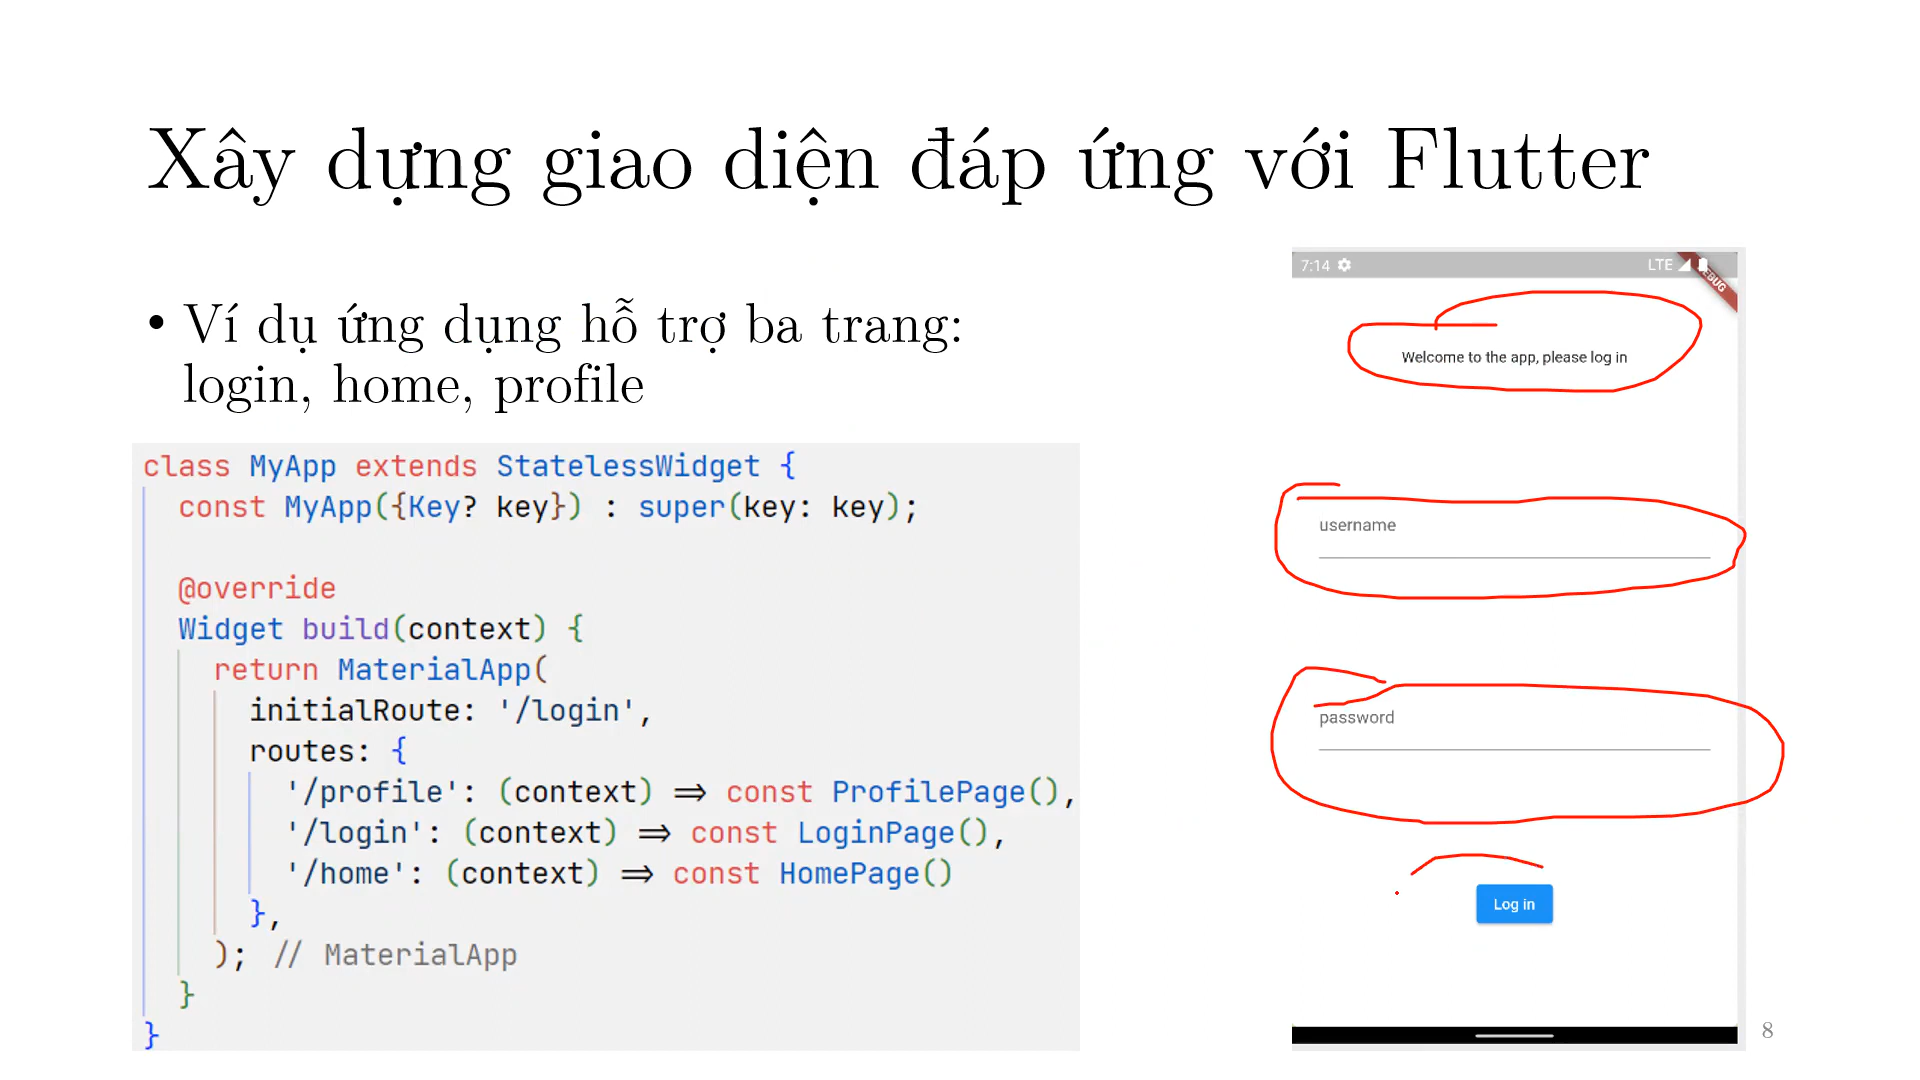 Xây dựng giao diện đáp ứng với Flutter
• Ví dụ ứng dụng hỗ trợ ba trang:
login, home, profile
class MyApp extends StatelessWidget {
  const MyApp({Key? key}) : super(key: key);
  @override
  Widget build(context) {
    return MaterialApp(
      initialRoute: '/login',
      routes: {
        '/profile': (context) => const ProfilePage(),
        '/login': (context) => const LoginPage(),
        '/home': (context) => const HomePage()
      },
    ); // MaterialApp
  }
}
7:14 LTE
Welcome to the app, please log in
username
password
Log in
8